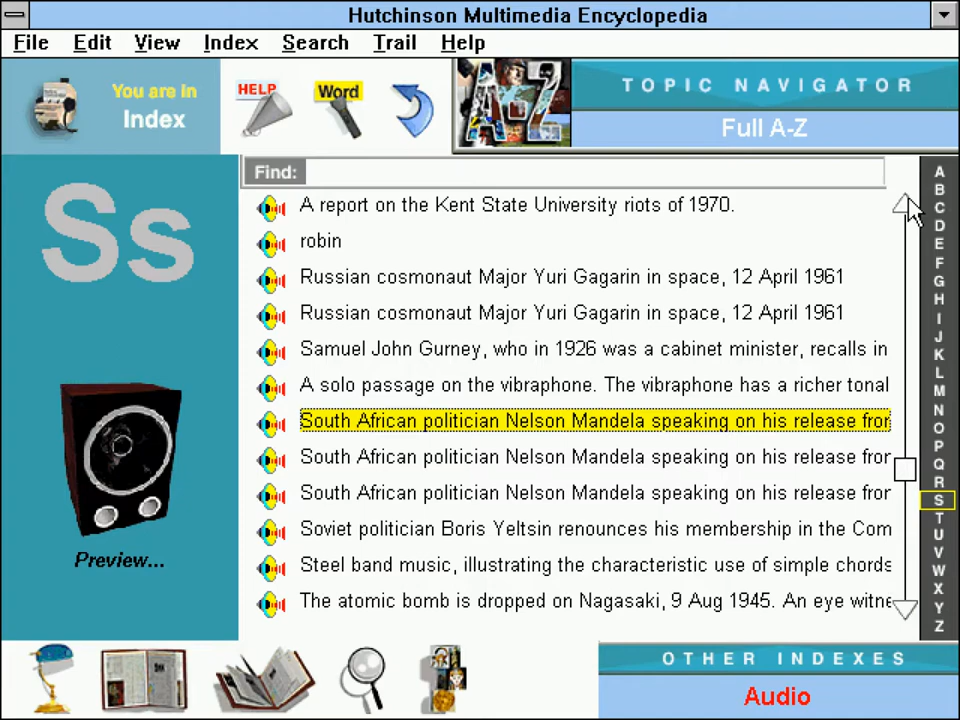 Hutchinson Multimedia Encyclopedia
File Edit View Index Search Trail Help
You are in
Index
HELP
Word
A-Z
TOPIC NAVIGATOR
Full A-Z
Ss
Find:
A report on the Kent State University riots of 1970.
robin
Russian cosmonaut Major Yuri Gagarin in space, 12 April 1961
Russian cosmonaut Major Yuri Gagarin in space, 12 April 1961
Samuel John Gurney, who in 1926 was a cabinet minister, recalls in
A solo passage on the vibraphone. The vibraphone has a richer tonal
South African politician Nelson Mandela speaking on his release fror
South African politician Nelson Mandela speaking on his release fror
South African politician Nelson Mandela speaking on his release fror
Soviet politician Boris Yeltsin renounces his membership in the Com
Steel band music, illustrating the characteristic use of simple chords
The atomic bomb is dropped on Nagasaki, 9 Aug 1945. An eye witne
Preview...
A
B
C
D
E
F
G
H
I
J
K
L
M
N
O
P
Q
R
S
T
U
V
W
X
Y
Z
OTHER INDEXES
Audio